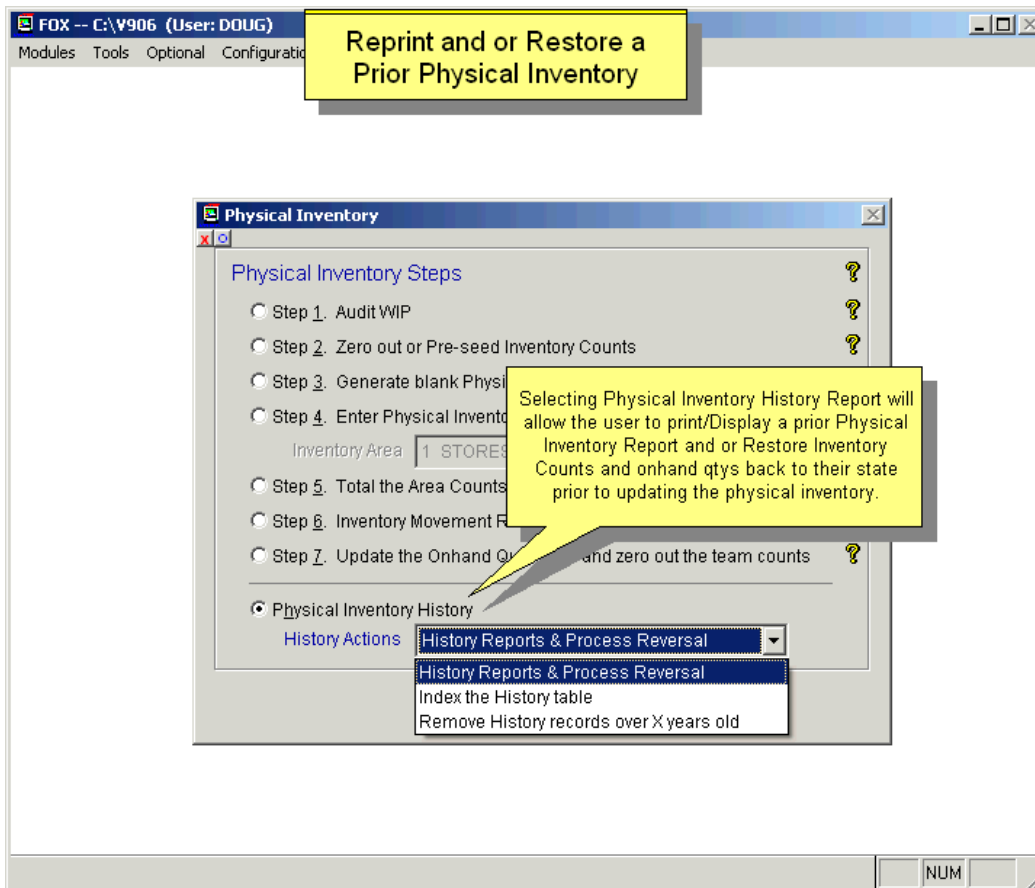 FOX -- C:\V906 (User: DOUG)
Modules Tools Optional Configuratio
Reprint and or Restore a
Prior Physical Inventory
Physical Inventory
Physical Inventory Steps
Step 1. Audit WIP
Step 2. Zero out or Pre-seed Inventory Counts
Step 3. Generate blank Physi
Step 4. Enter Physical Invento
Inventory Area 1 STORES
Step 5. Total the Area Counts
Step 6. Inventory Movement R
Step 7. Update the Onhand Qu and zero out the team counts
Selecting Physical Inventory History Report will
allow the user to print/Display a prior Physical
Inventory Report and or Restore Inventory
Counts and onhand qtys back to their state
prior to updating the physical inventory.
Physical Inventory History
History Actions History Reports & Process Reversal
History Reports & Process Reversal
Index the History table
Remove History records over X years old
NUM